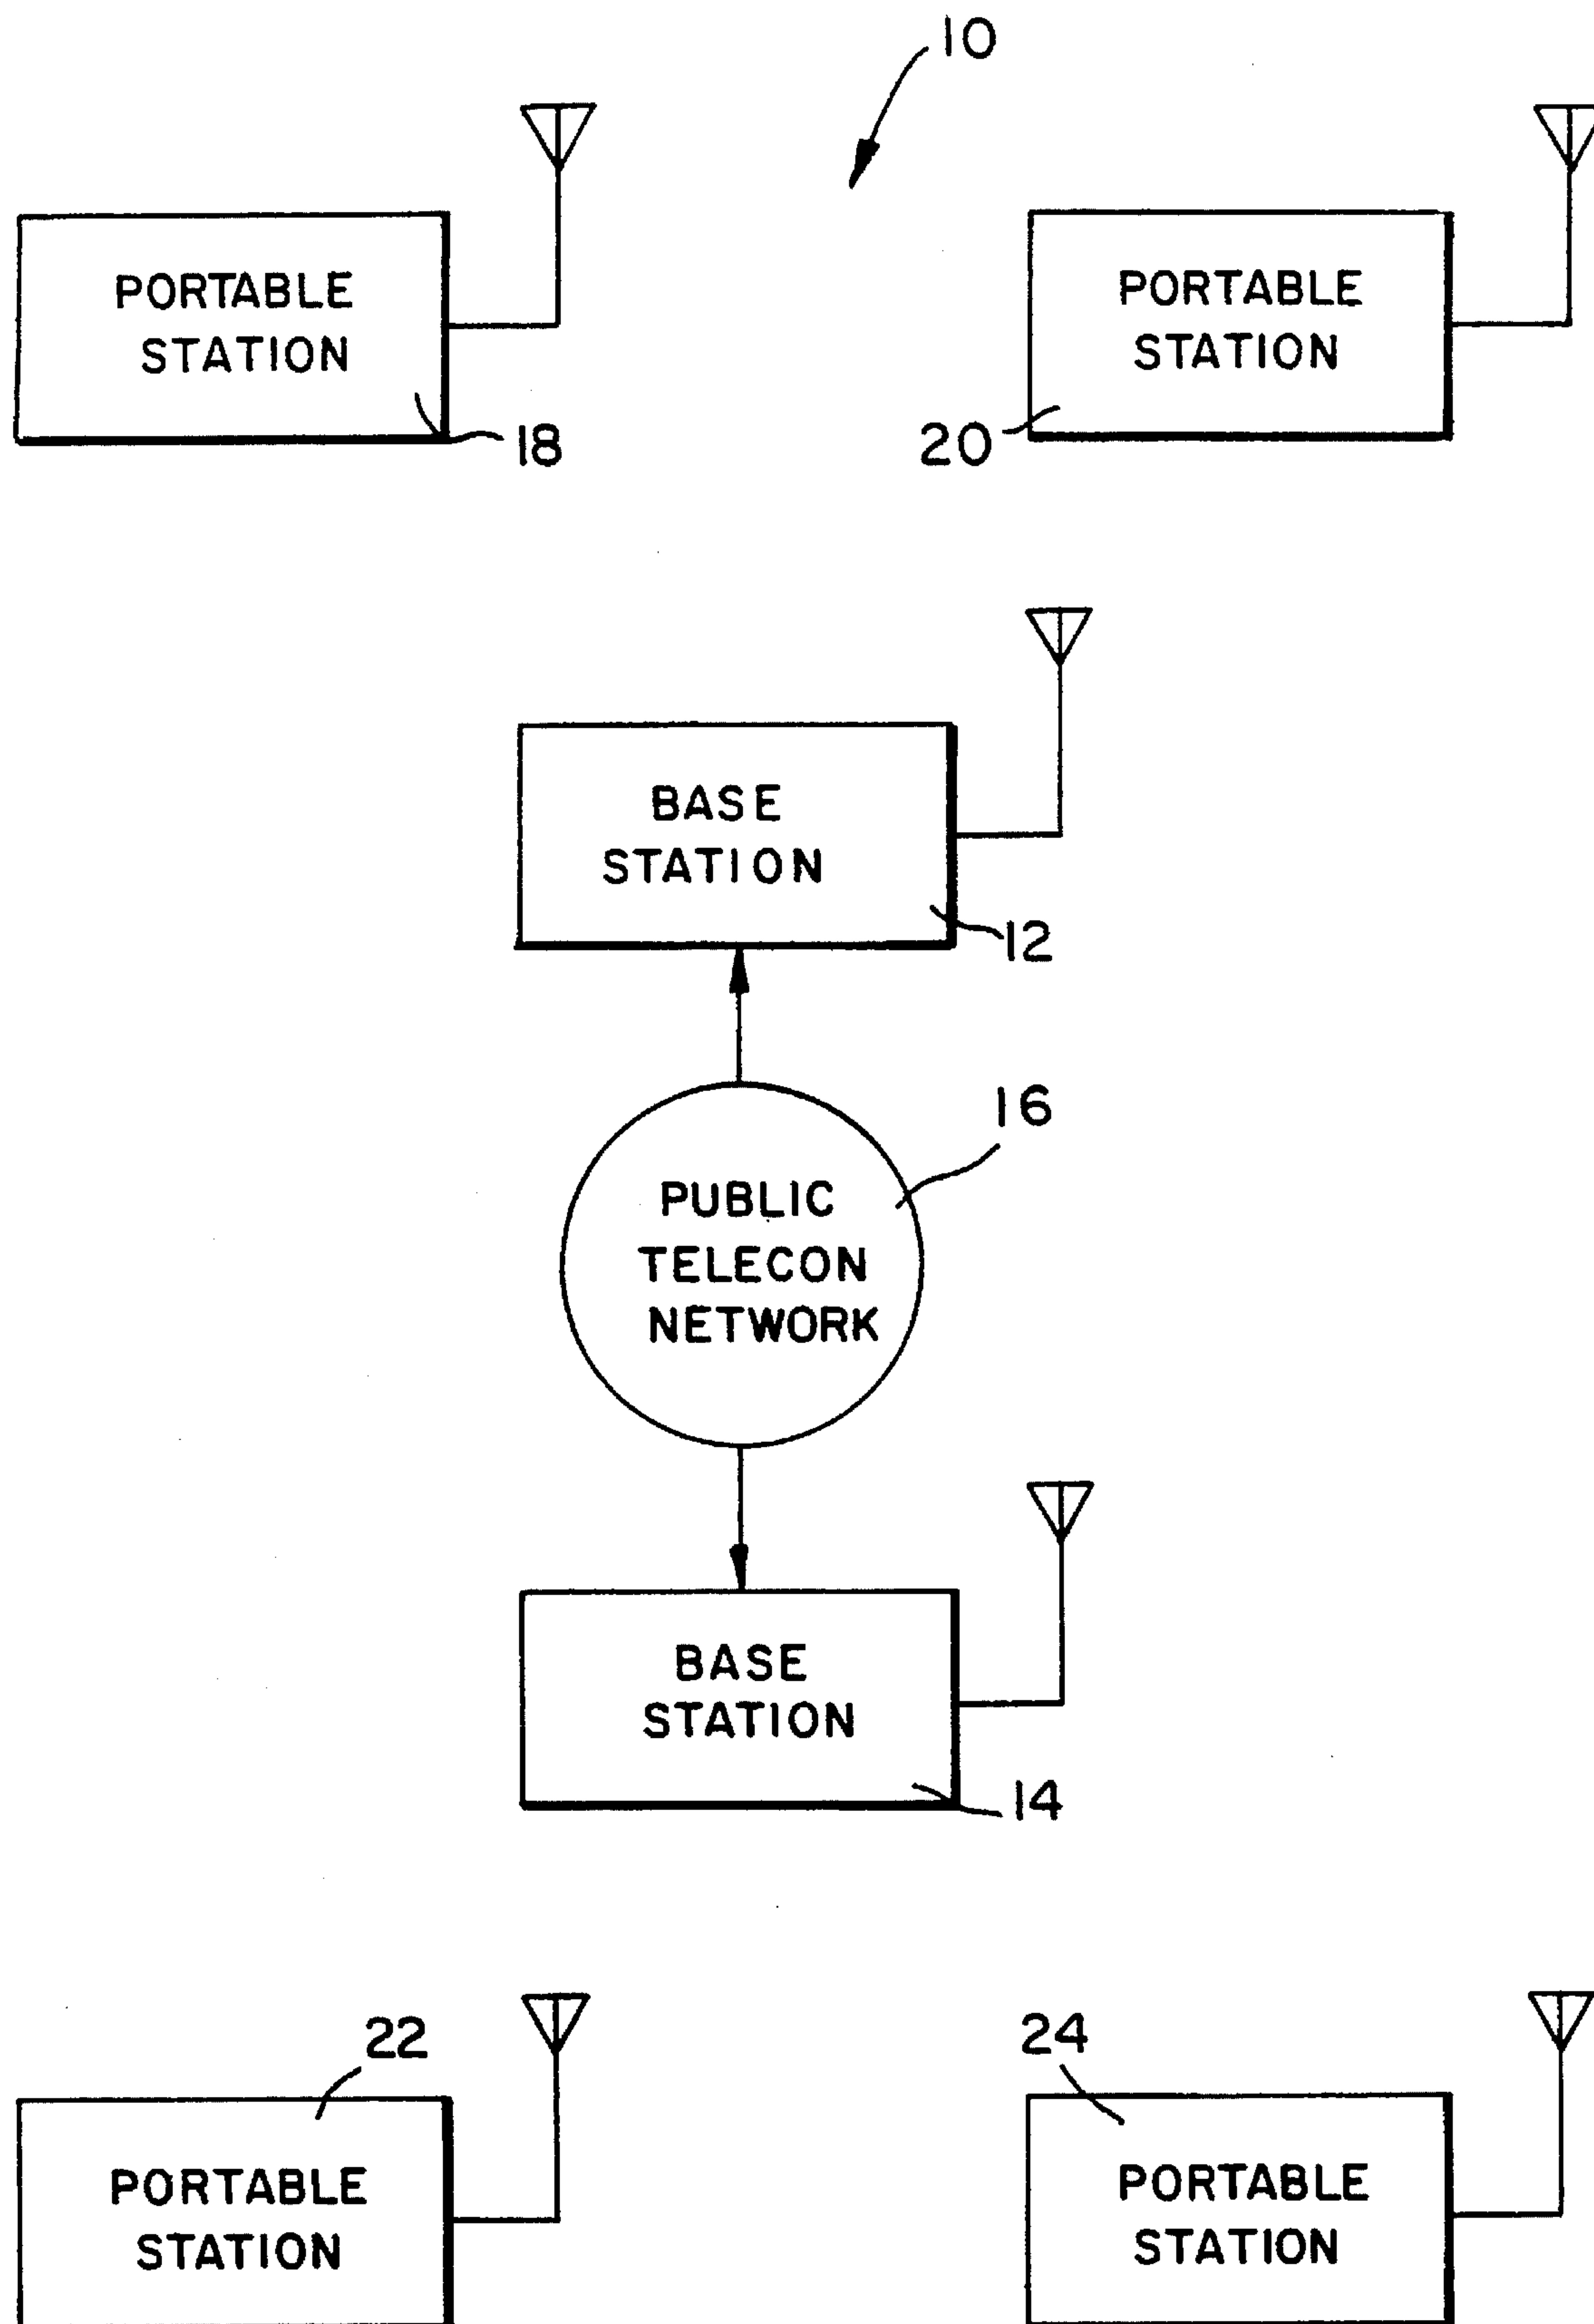 10
PORTABLE
STATION
18
PORTABLE
STATION
20
BASE
STATION
12
16
PUBLIC
TELECON
NETWORK
BASE
STATION
14
22
PORTABLE
STATION
24
PORTABLE
STATION